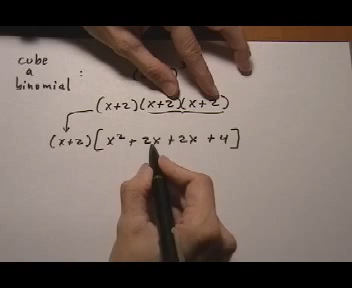 cube
a
binomial :
(x+2)(x+2)(x+2)
(x+2)[x² + 2x + 2x + 4]